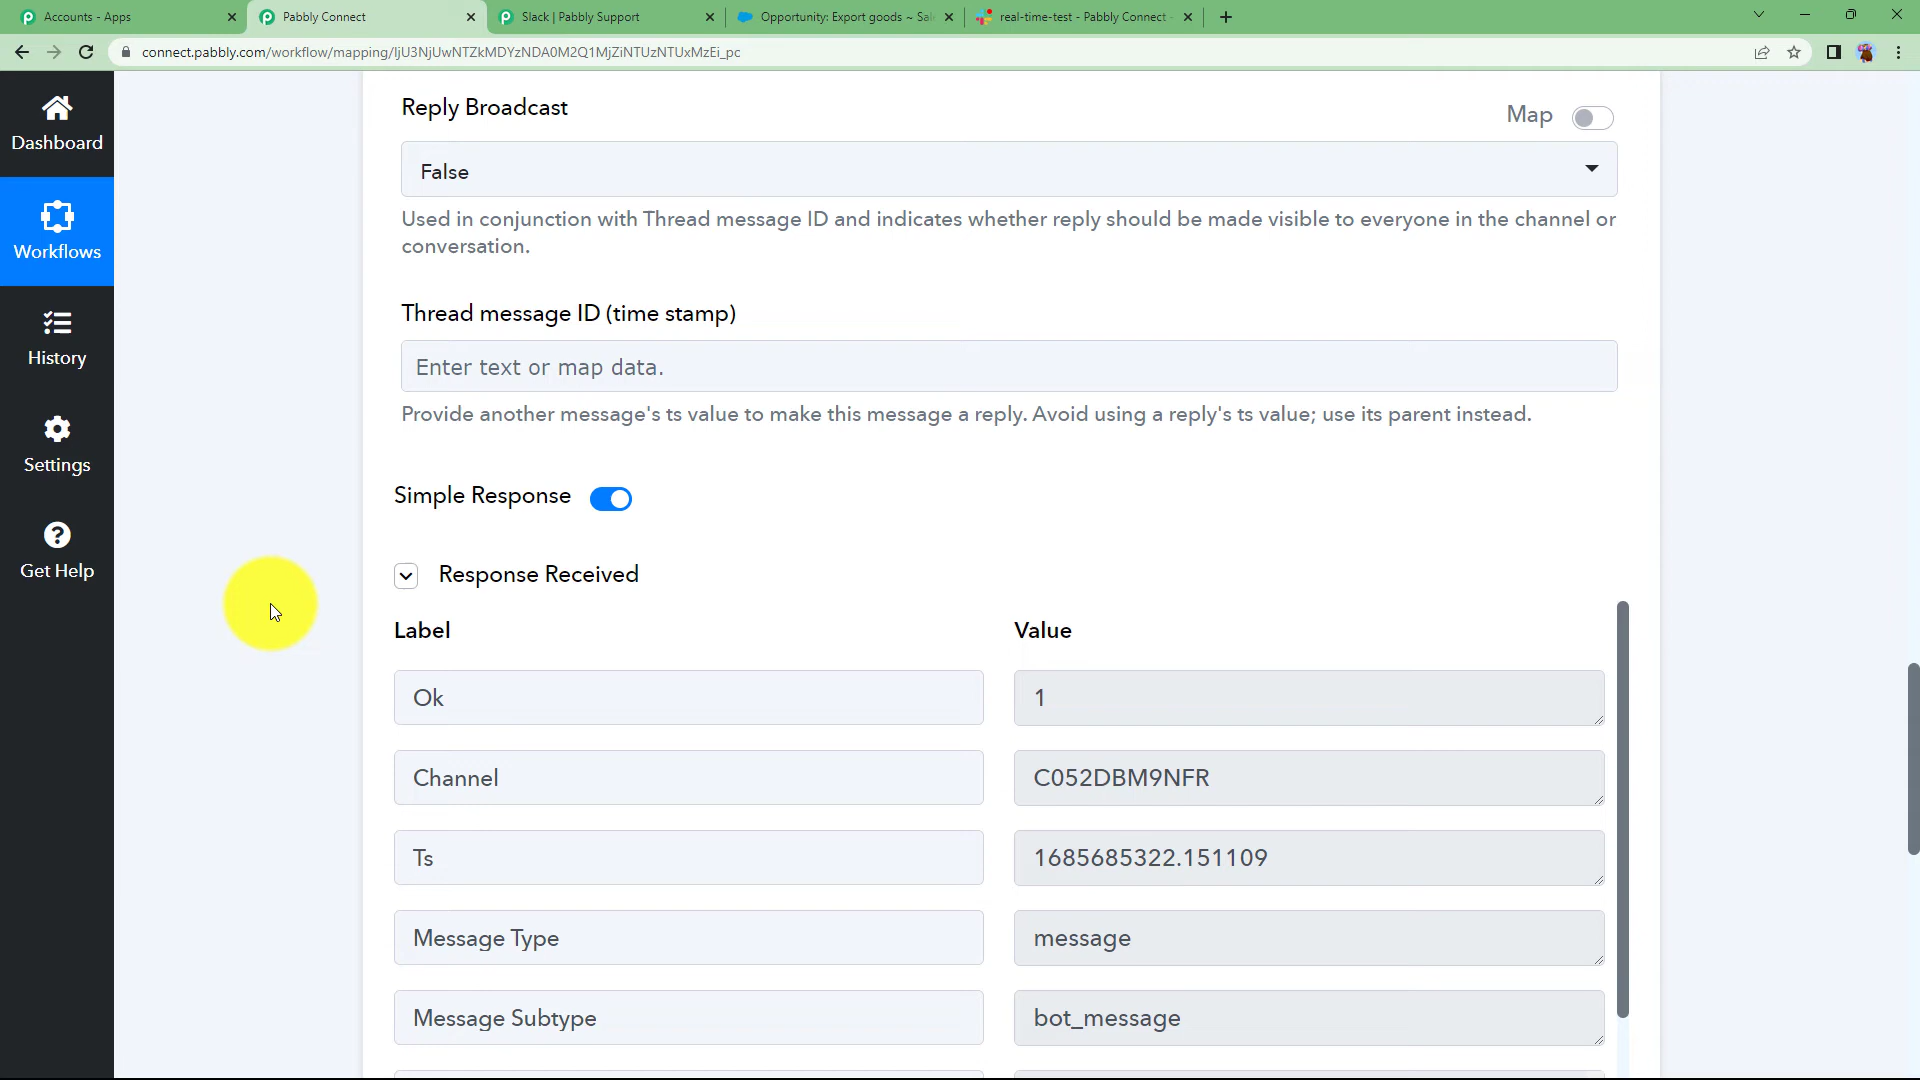 Accounts - Apps
Pabbly Connect
Slack | Pabbly Support
Opportunity: Export goods ~ Sal
real-time-test - Pabbly Connect -
connect.pabbly.com/workflow/mapping/IjU3NjUwNTZkMDYzNDA0M2Q1MjZiNTUzNTUxMzEi_pc
Dashboard
Workflows
History
Settings
Get Help
Reply Broadcast
Map
False
Used in conjunction with Thread message ID and indicates whether reply should be made visible to everyone in the channel or
conversation.
Thread message ID (time stamp)
Enter text or map data.
Provide another message's ts value to make this message a reply. Avoid using a reply's ts value; use its parent instead.
Simple Response
Response Received
Label
Value
Ok
1
Channel
C052DBM9NFR
Ts
1685685322.151109
Message Type
message
Message Subtype
bot_message